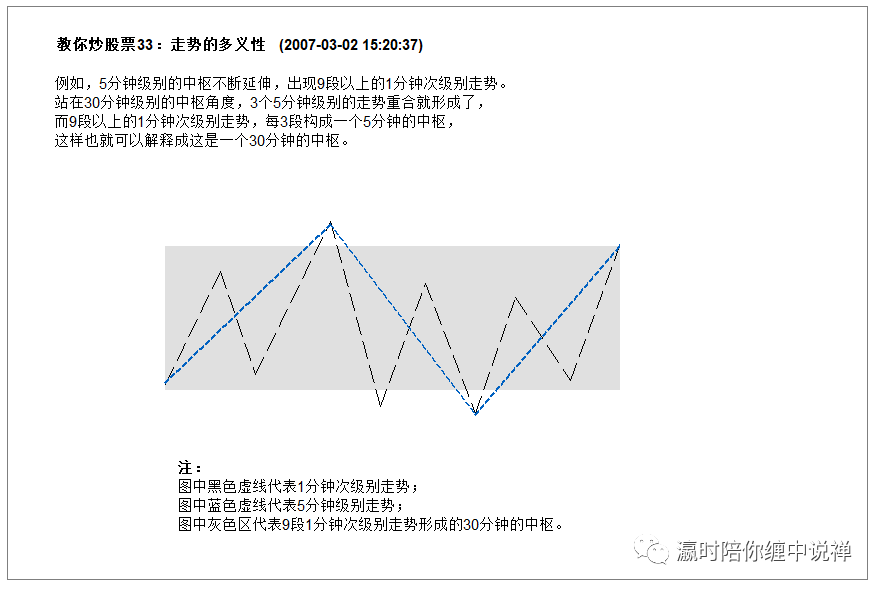 教你炒股票33：走势的多义性 (2007-03-02 15:20:37)
例如，5分钟级别的中枢不断延伸，出现9段以上的1分钟次级别走势。
站在30分钟级别的中枢角度，3个5分钟级别的走势重合就形成了，
而9段以上的1分钟次级别走势，每3段构成一个5分钟的中枢，
这样也就可以解释成这是一个30分钟的中枢。
注：
图中黑色虚线代表1分钟次级别走势；
图中蓝色虚线代表5分钟级别走势；
图中灰色区代表9段1分钟次级别走势形成的30分钟的中枢。
瀛时陪你缠中说禅